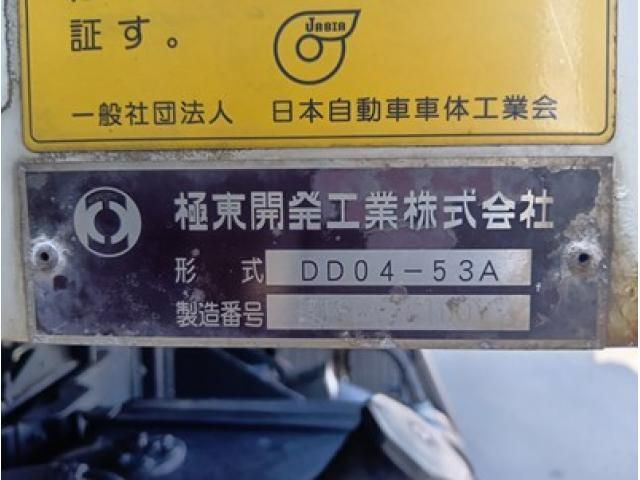 証す。
JABIA
一般社団法人 日本自動車車体工業会
極東開発工業株式会社
形式 DD04-53A
製造番号